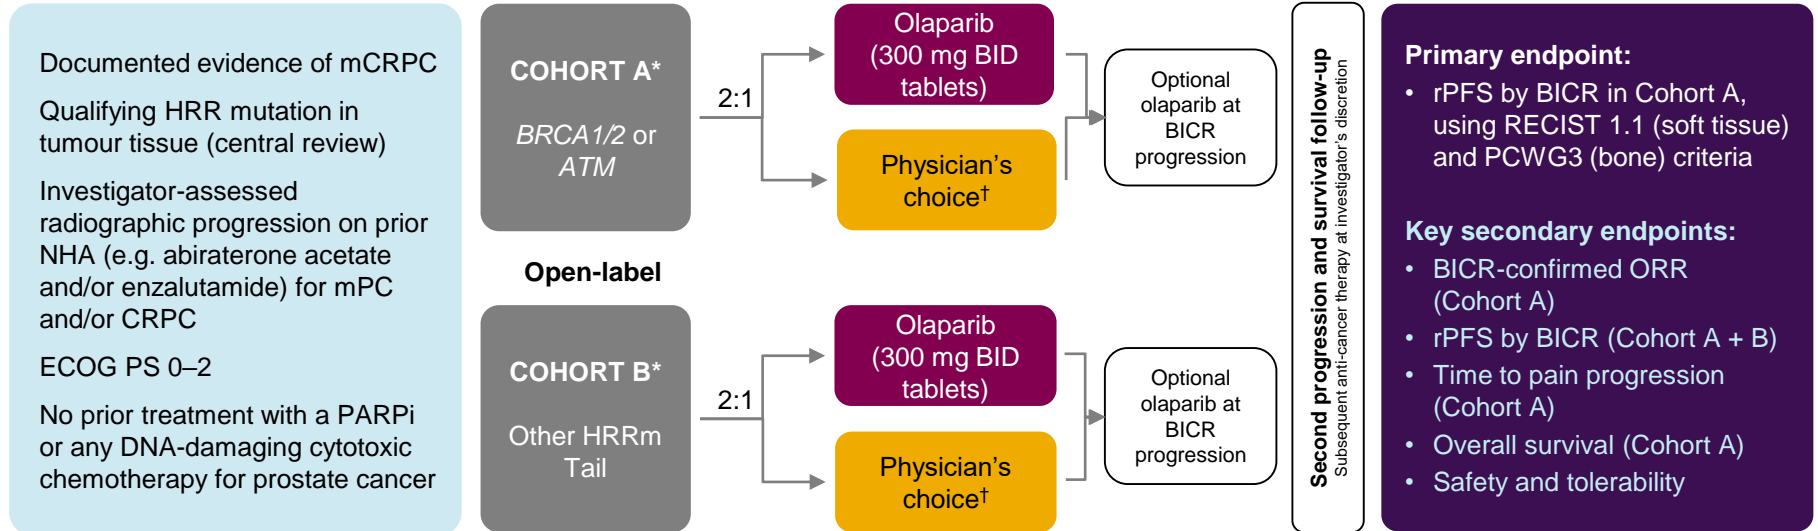 Documented evidence of mCRPC
Qualifying HRR mutation in
tumour tissue (central review)
Investigator-assessed
radiographic progression on prior
NHA (e.g. abiraterone acetate
and/or enzalutamide) for mPC
and/or CRPC
ECOG PS 0–2
No prior treatment with a PARPi
or any DNA-damaging cytotoxic
chemotherapy for prostate cancer
COHORT A*
BRCA1/2 or
ATM
2:1
Olaparib
(300 mg BID
tablets)
Physician’s
choice†
Optional
olaparib at
BICR
progression
Open-label
COHORT B*
Other HRRm
Tail
2:1
Olaparib
(300 mg BID
tablets)
Physician’s
choice†
Optional
olaparib at
BICR
progression
Second progression and survival follow-up
Subsequent anti-cancer therapy at investigator’s discretion
Primary endpoint:
• rPFS by BICR in Cohort A,
using RECIST 1.1 (soft tissue)
and PCWG3 (bone) criteria
Key secondary endpoints:
• BICR-confirmed ORR
(Cohort A)
• rPFS by BICR (Cohort A + B)
• Time to pain progression
(Cohort A)
• Overall survival (Cohort A)
• Safety and tolerability